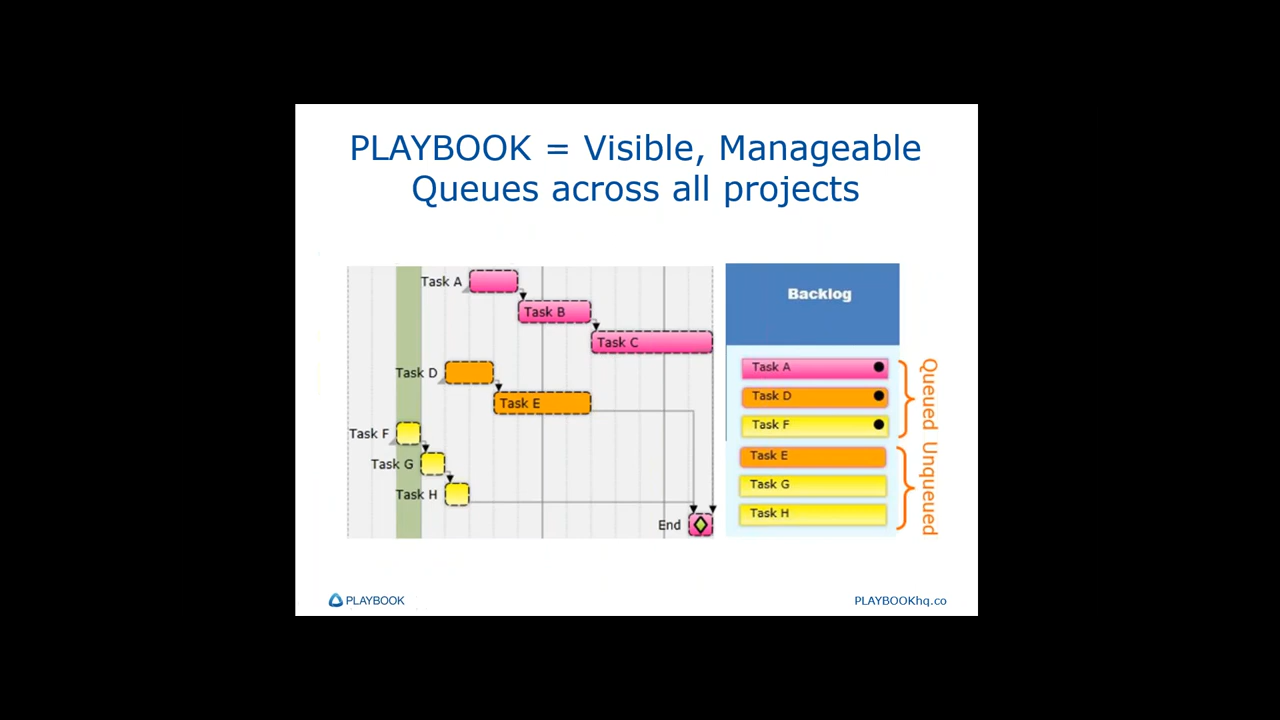 PLAYBOOK = Visible, Manageable
Queues across all projects
Task A
Task B
Task C
Task D
Task E
Task F
Task G
Task H
End
Backlog
Task A
Task D
Task F
Task E
Task G
Task H
Queued
Unqueued
PLAYBOOK
PLAYBOOKhq.co